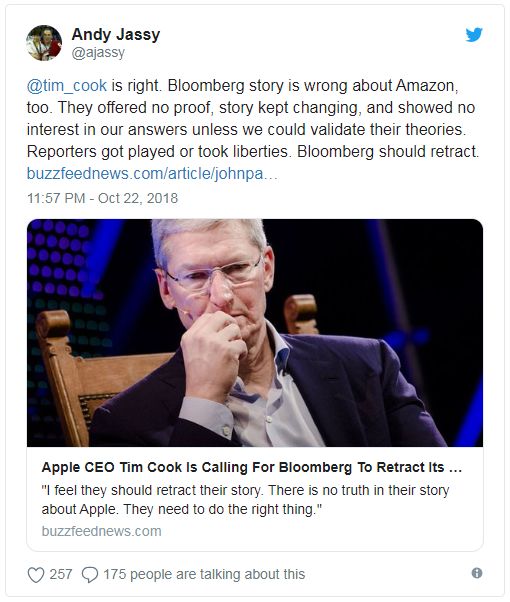 Andy Jassy
@ajassy
@tim_cook is right. Bloomberg story is wrong about Amazon,
too. They offered no proof, story kept changing, and showed no
interest in our answers unless we could validate their theories.
Reporters got played or took liberties. Bloomberg should retract.
buzzfeednews.com/article/johnpa…
11:57 PM - Oct 22, 2018
Apple CEO Tim Cook Is Calling For Bloomberg To Retract Its ...
"I feel they should retract their story. There is no truth in their story
about Apple. They need to do the right thing."
buzzfeednews.com
257 175 people are talking about this